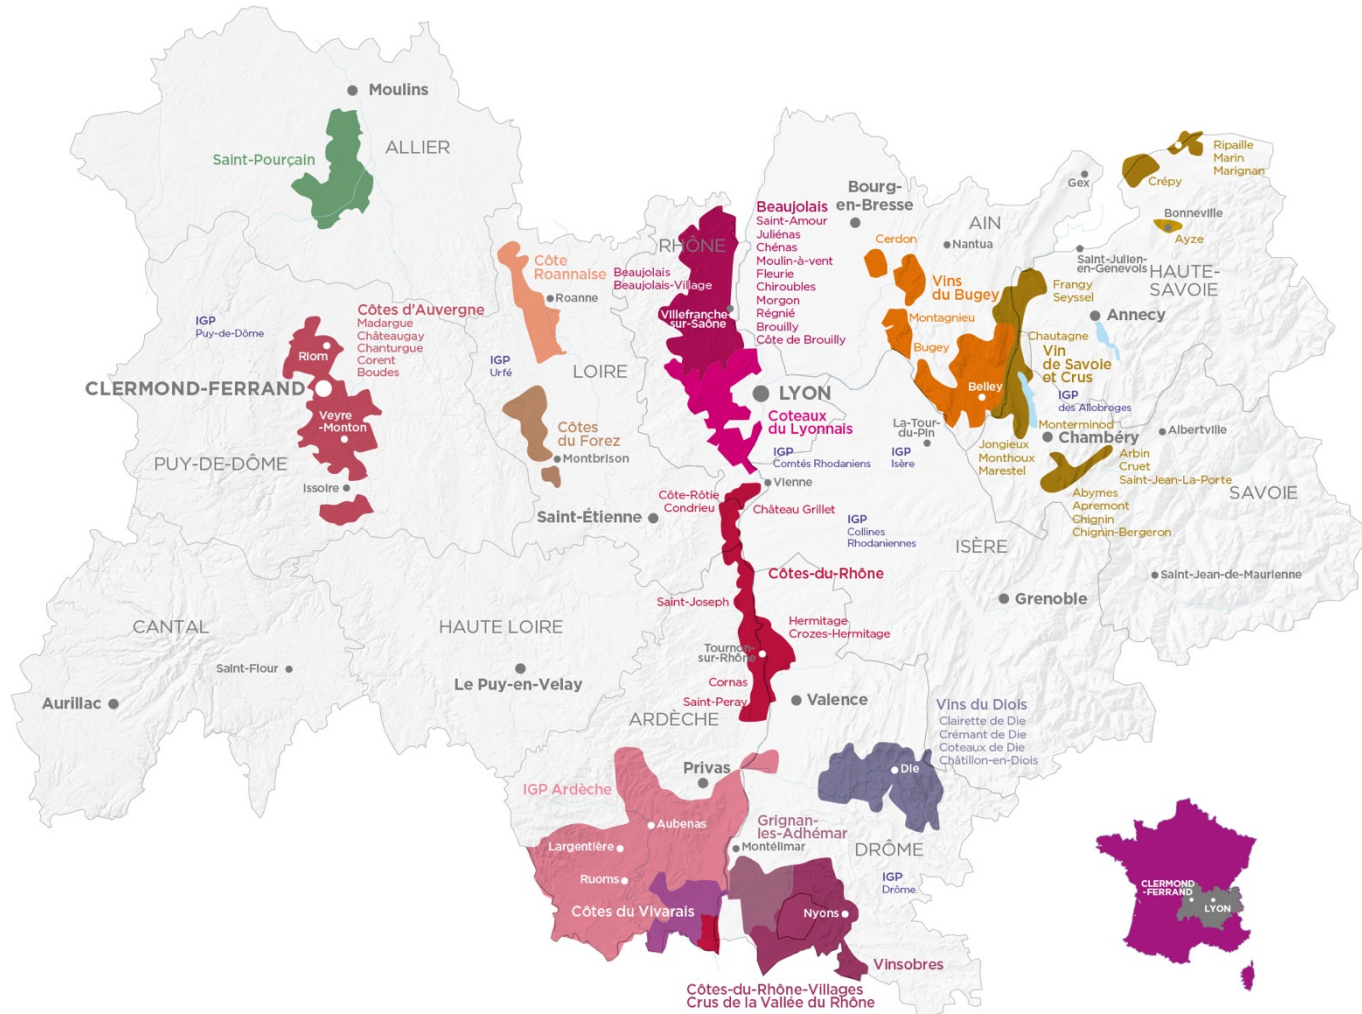 Moulins
ALLIER
Saint-Pourçain
Ripaille
Marin
Marignan
Crépy
Gex
Bonneville
Ayze
Bourg-
en-Bresse
AIN
Nantua
Cerdon
Saint-Julien-
en-Genevois
HAUTE-
SAVOIE
Beaujolais
Saint-Amour
Juliénas
Chénas
Moulin-à-vent
Fleurie
Chiroubles
Morgon
Régnié
Brouilly
Côte de Brouilly
RHÔNE
Beaujolais
Beaujolais-Village
Villefranche-
sur-Saône
Côte
Roannaise
Roanne
Vins
du Bugey
Montagnieu
Bugey
Belley
Frangy
Seyssel
Annecy
Chautagne
Vin
de Savoie
et Crus
IGP
des Allobroges
Monterminod
Chambéry
Albertville
IGP
Puy-de-Dôme
Côtes d'Auvergne
Madargue
Châteaugay
Chanturgue
Corent
Boudes
Riom
CLERMOND-FERRAND
Veyre
-Monton
PUY-DE-DÔME
Issoire
IGP
Urfé
LOIRE
Côtes
du Forez
Montbrison
Saint-Étienne
LYON
Coteaux
du Lyonnais
IGP
Comtés Rhodaniens
Vienne
La-Tour-
du-Pin
IGP
Isère
Jongieux
Monthoux
Marestel
Arbin
Cruet
Saint-Jean-La-Porte
SAVOIE
Abymes
Apremont
Chignin
Chignin-Bergeron
Côte-Rôtie
Condrieu
Château Grillet
IGP
Collines
Rhodaniennes
ISÈRE
Saint-Jean-de-Maurienne
Grenoble
Côtes-du-Rhône
Saint-Joseph
Hermitage
Crozes-Hermitage
Tournon-
sur-Rhône
Cornas
Saint-Peray
Valence
CANTAL
Saint-Flour
Aurillac
HAUTE LOIRE
Le Puy-en-Velay
ARDÈCHE
Privas
Vins du Diois
Clairette de Die
Crémant de Die
Coteaux de Die
Châtillon-en-Diois
Die
IGP Ardèche
Aubenas
Largentière
Ruoms
Côtes du Vivarais
Grignan-
les-Adhémar
Montélimar
DRÔME
IGP
Drôme
Nyons
Vinsobres
Côtes-du-Rhône-Villages
Crus de la Vallée du Rhône
CLERMOND
-FERRAND
LYON